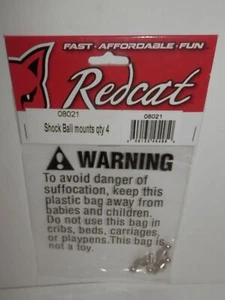 FAST • AFFORDABLE • FUN
Redcat
08021
08021
Shock Ball mounts qty 4
WARNING
To avoid danger of
suffocation, keep this
plastic bag away from
babies and children.
Do not use this bag in
cribs, beds, carriages,
or playpens. This bag is
not a toy.